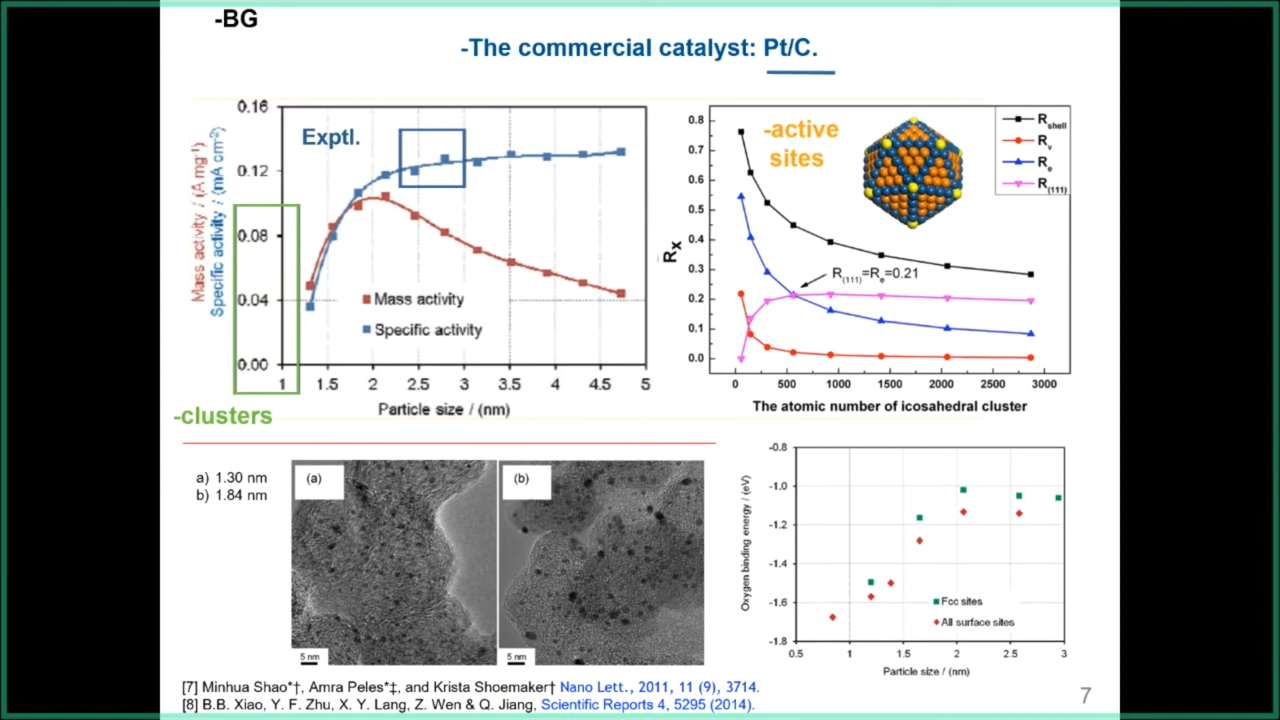 -BG
-The commercial catalyst: Pt/C.
Exptl.
Mass activity / (A mg⁻¹)
Specific activity / (mA cm⁻²)
0.16
0.12
0.08
0.04
0.00
Mass activity
Specific activity
1 1.5 2 2.5 3 3.5 4 4.5 5
Particle size / (nm)
-clusters
-active
sites
R_shell
R_v
R_e
R_(111)
R_x
0.8
0.7
0.6
0.5
0.4
0.3
0.2
0.1
0.0
R_(111)=R_e=0.21
0 500 1000 1500 2000 2500 3000
The atomic number of icosahedral cluster
a) 1.30 nm
b) 1.84 nm
(a)
5 nm
(b)
5 nm
Oxygen binding energy / (eV)
-0.8
-1.0
-1.2
-1.4
-1.6
-1.8
Fcc sites
All surface sites
0.5 1 1.5 2 2.5 3
Particle size / (nm)
[7] Minhua Shao*†, Amra Peles*‡, and Krista Shoemaker† Nano Lett., 2011, 11 (9), 3714.
[8] B.B. Xiao, Y. F. Zhu, X. Y. Lang, Z. Wen & Q. Jiang, Scientific Reports 4, 5295 (2014).
7